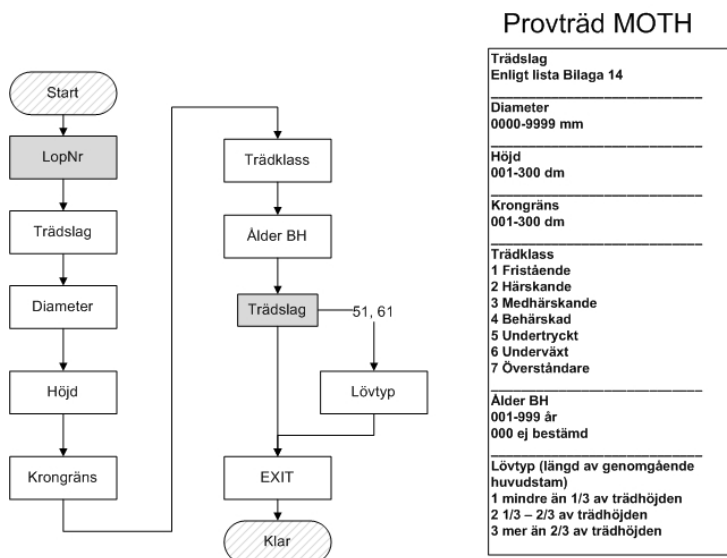 Provträd MOTH
Start
LopNr
Trädslag
Diameter
Höjd
Krongräns
Trädklass
Ålder BH
Trädslag
51, 61
Lövtyp
EXIT
Klar
Trädslag
Enligt lista Bilaga 14
Diameter
0000-9999 mm
Höjd
001-300 dm
Krongräns
001-300 dm
Trädklass
1 Fristående
2 Härskande
3 Medhärskande
4 Behärskad
5 Undertryckt
6 Underväxt
7 Överståndare
Ålder BH
001-999 år
000 ej bestämd
Lövtyp (längd av genomgående
huvudstam)
1 mindre än 1/3 av trädhöjden
2 1/3 – 2/3 av trädhöjden
3 mer än 2/3 av trädhöjden